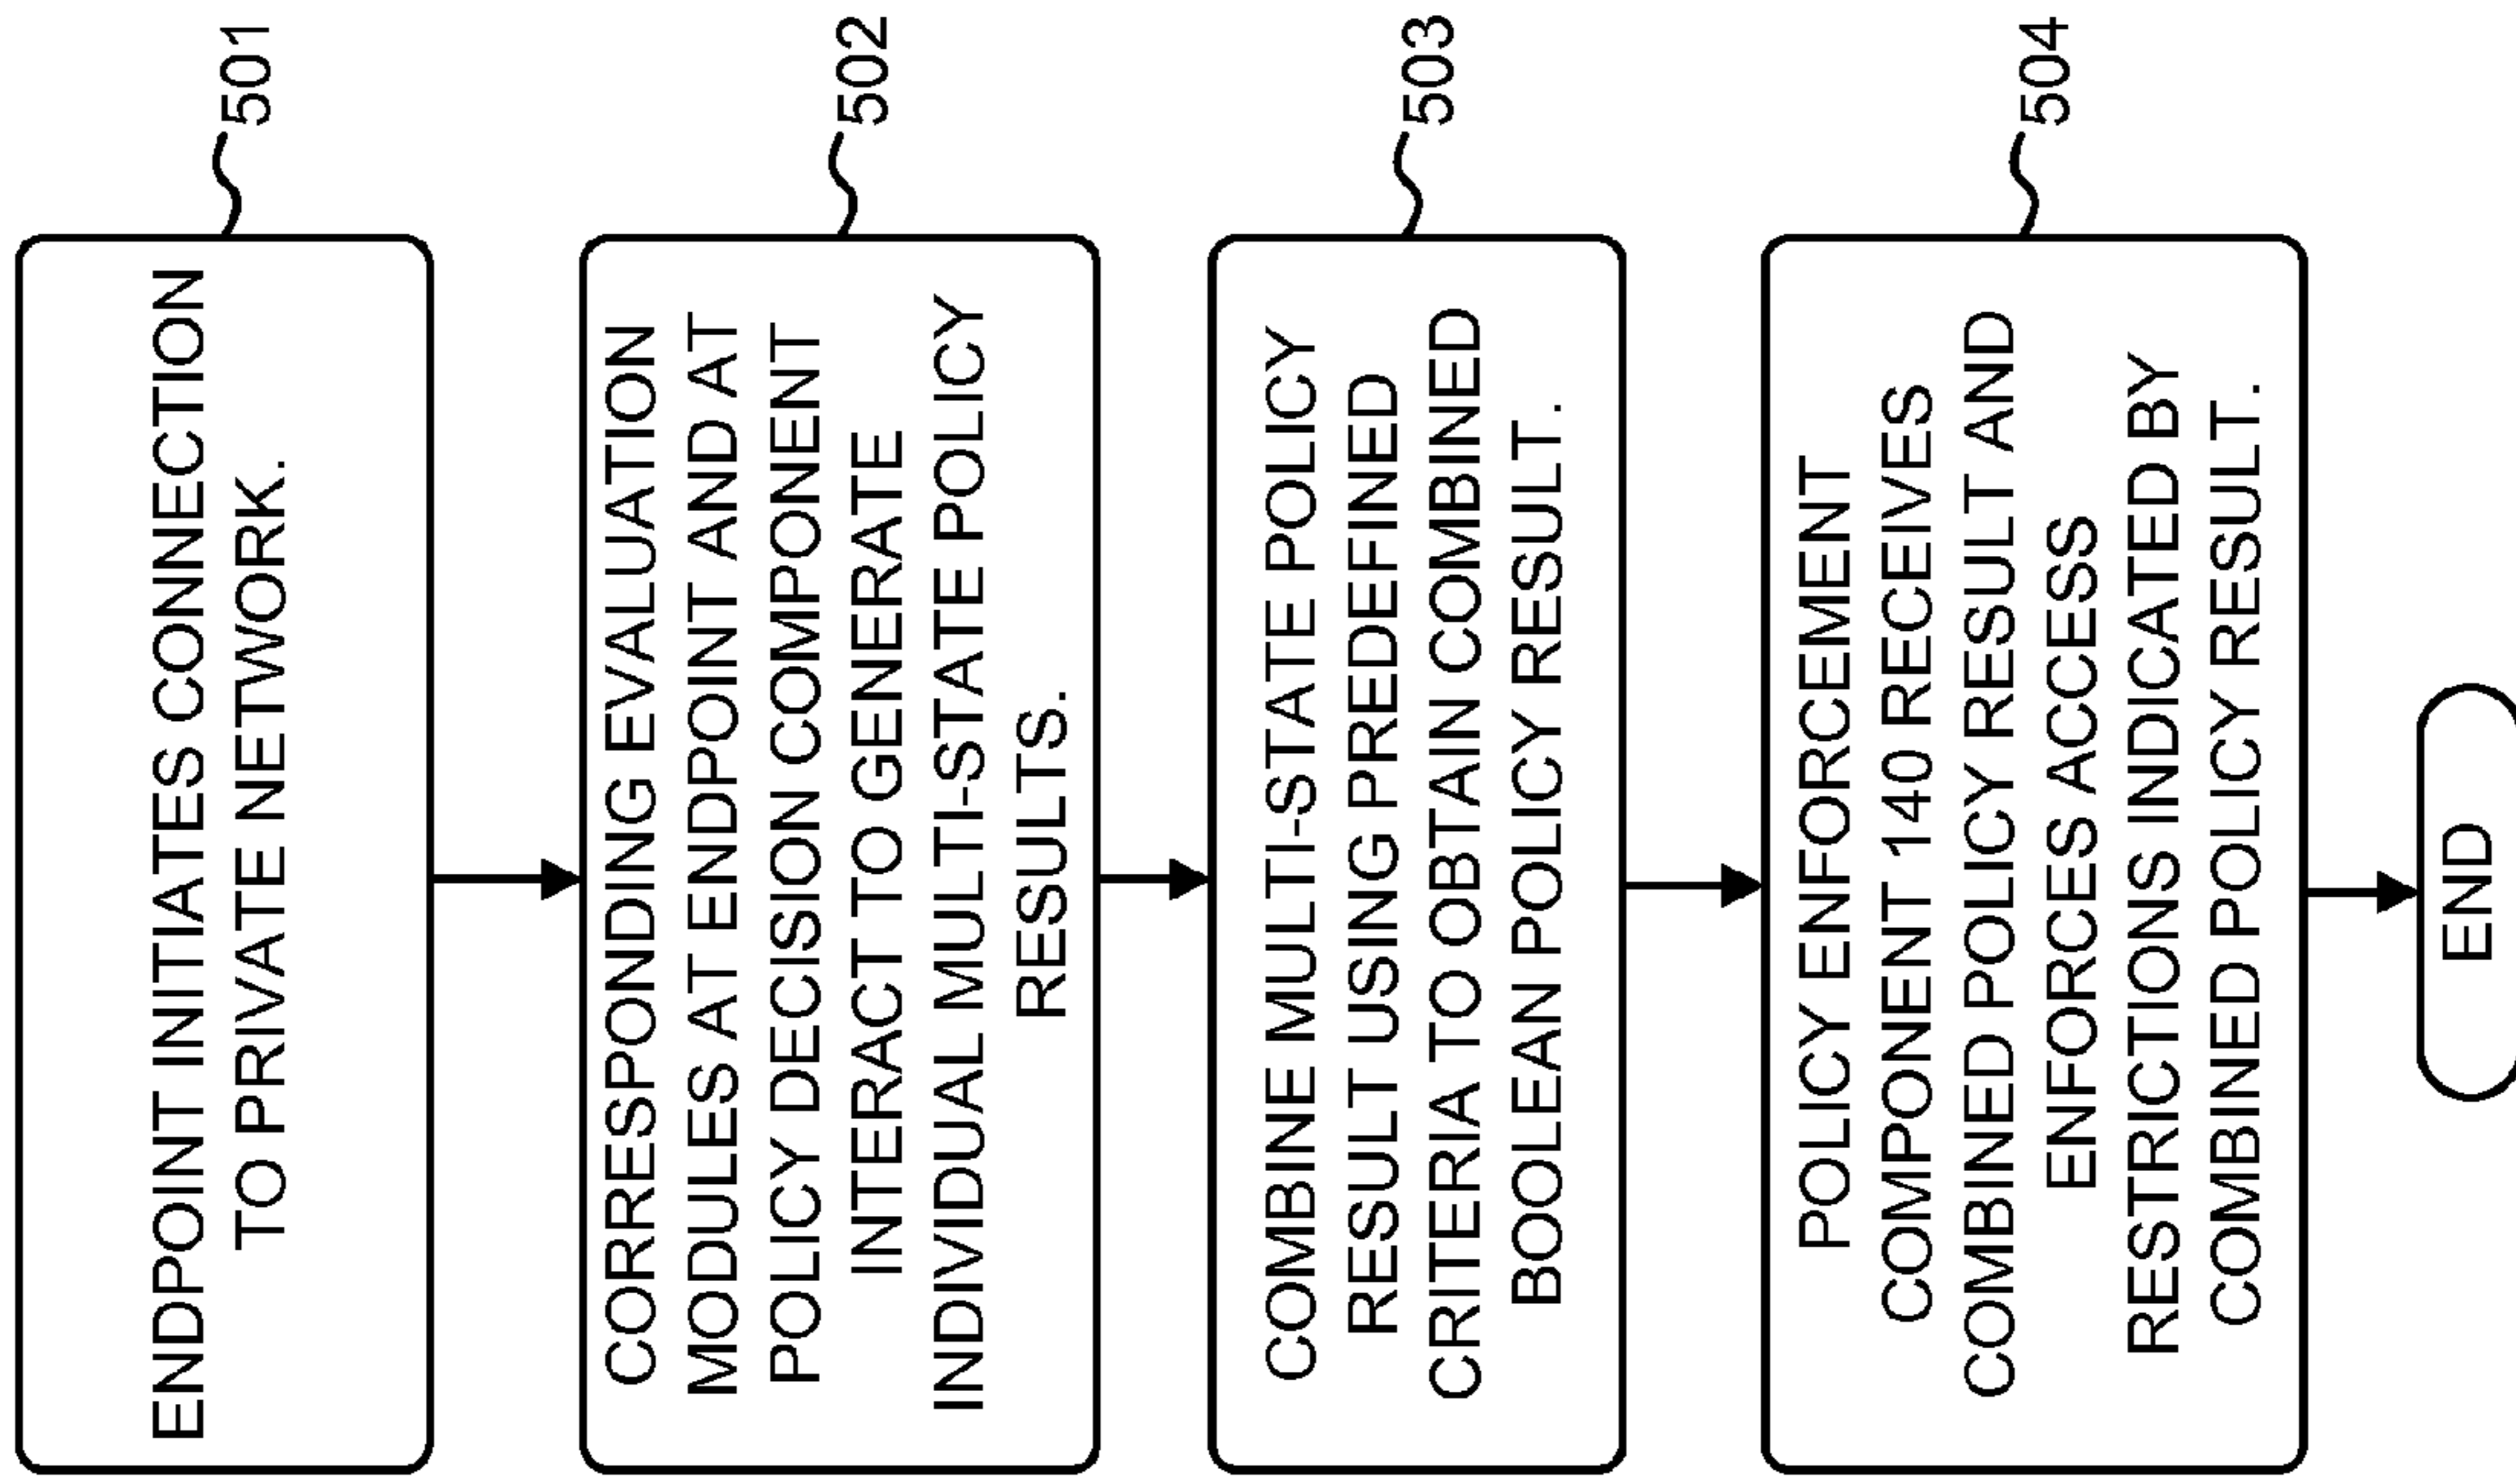 ENDPOINT INITIATES CONNECTION
TO PRIVATE NETWORK.
501
CORRESPONDING EVALUATION
MODULES AT ENDPOINT AND AT
POLICY DECISION COMPONENT
INTERACT TO GENERATE
INDIVIDUAL MULTI-STATE POLICY
RESULTS.
502
COMBINE MULTI-STATE POLICY
RESULT USING PREDEFINED
CRITERIA TO OBTAIN COMBINED
BOOLEAN POLICY RESULT.
503
POLICY ENFORCEMENT
COMPONENT 140 RECEIVES
COMBINED POLICY RESULT AND
ENFORCES ACCESS
RESTRICTIONS INDICATED BY
COMBINED POLICY RESULT.
504
END